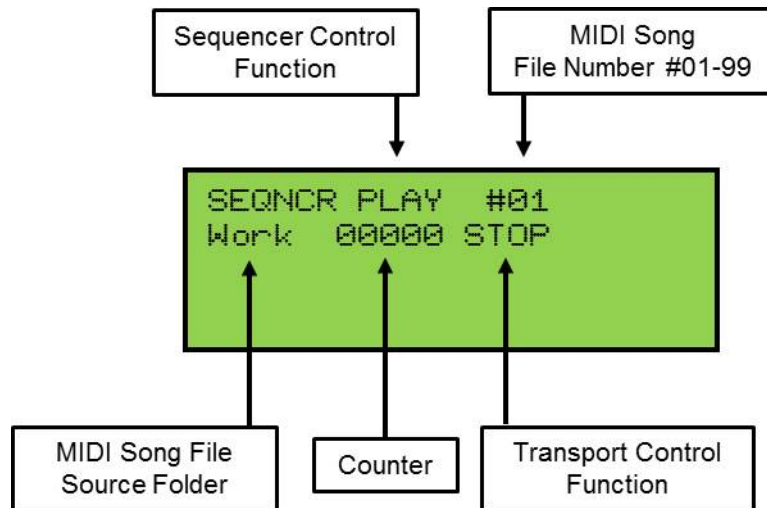 Sequencer Control
Function
MIDI Song
File Number #01-99
SEQNCR PLAY #01
Work 00000 STOP
MIDI Song File
Source Folder
Counter
Transport Control
Function